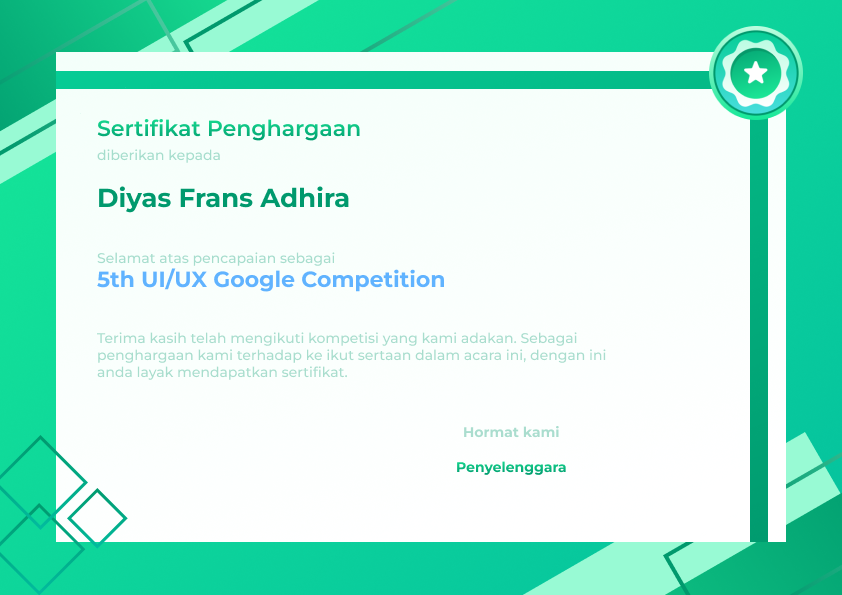 Sertifikat Penghargaan
diberikan kepada
Diyas Frans Adhira
Selamat atas pencapaian sebagai
5th UI/UX Google Competition
Terima kasih telah mengikuti kompetisi yang kami adakan. Sebagai
penghargaan kami terhadap ke ikut sertaan dalam acara ini, dengan ini
anda layak mendapatkan sertifikat.
Hormat kami
Penyelenggara